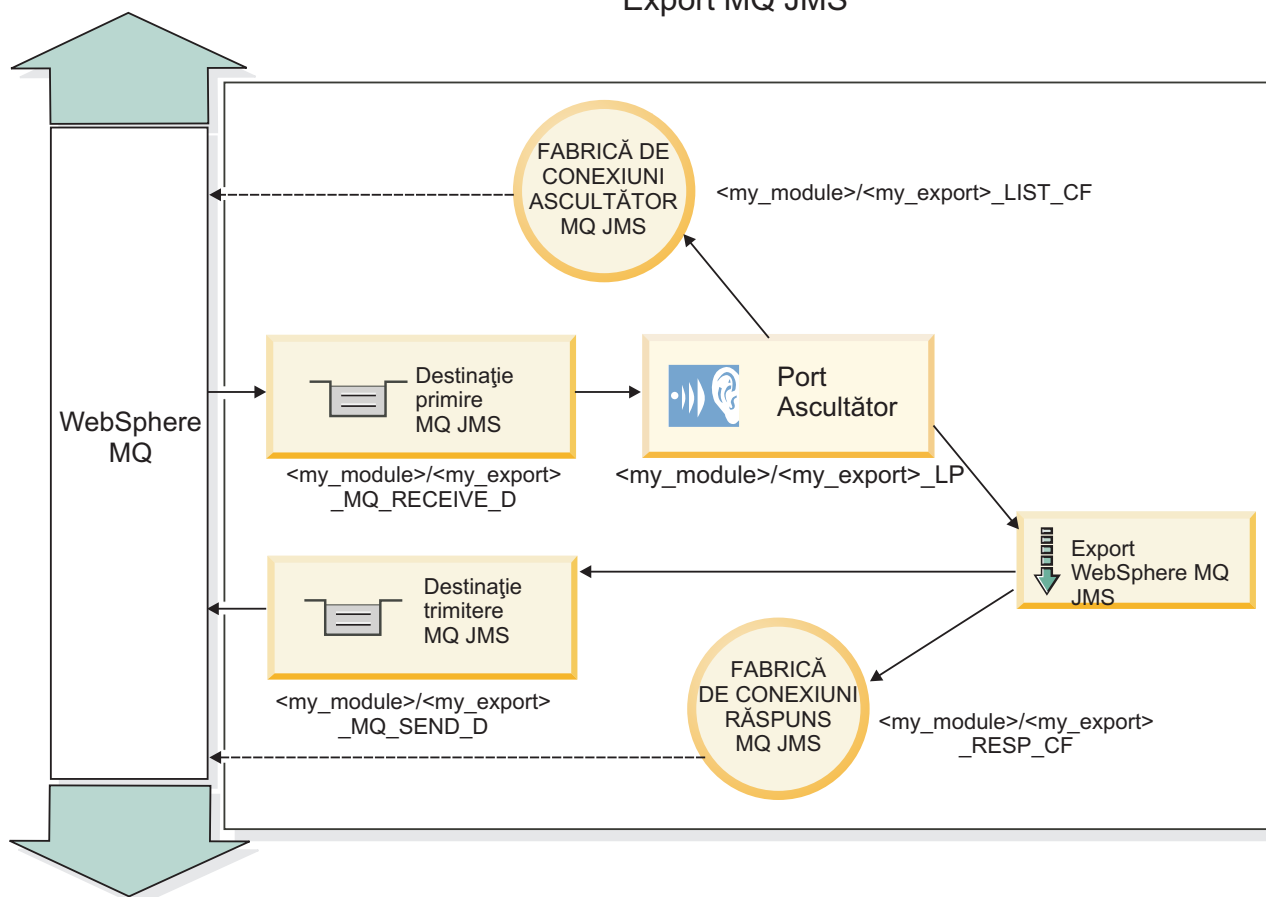 Export MQ JMS
FABRICĂ DE
CONEXIUNI
ASCULTĂTOR
MQ JMS
<my_module>/<my_export>_LIST_CF
WebSphere
MQ
Destinaţie
primire
MQ JMS
<my_module>/<my_export>
_MQ_RECEIVE_D
Port
Ascultător
<my_module>/<my_export>_LP
Export
WebSphere MQ
JMS
Destinaţie
trimitere
MQ JMS
<my_module>/<my_export>
_MQ_SEND_D
FABRICĂ
DE CONEXIUNI
RĂSPUNS
MQ JMS
<my_module>/<my_export>
_RESP_CF